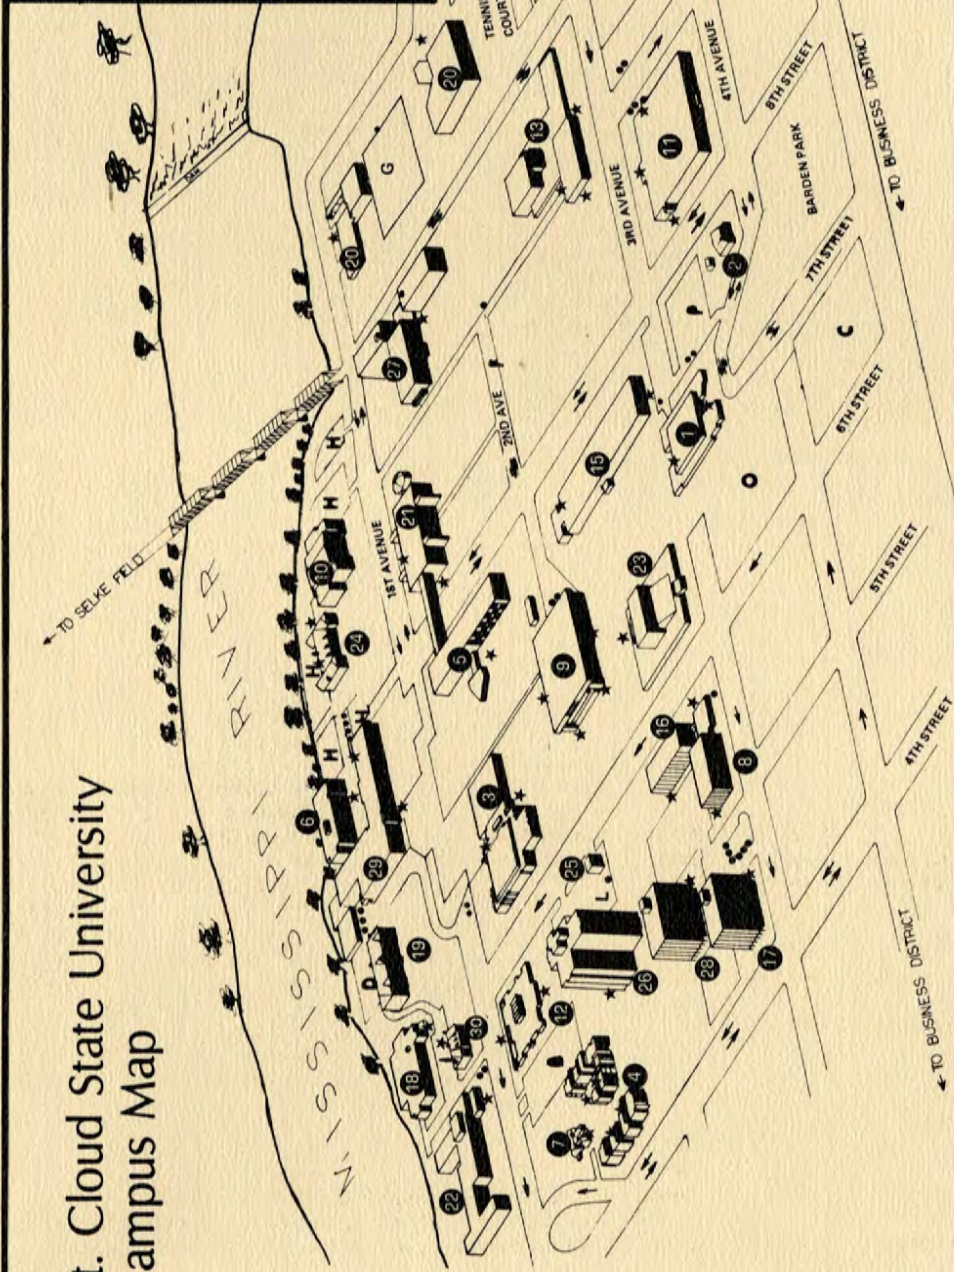 t. Cloud State University
ampus Map
TO SELKE FIELD
MISSISSIPPI RIVER
DAM
TENNI
COUR
1ST AVENUE
2ND AVE
3RD AVENUE
4TH AVENUE
8TH STREET
BARDEN PARK
7TH STREET
6TH STREET
5TH STREET
4TH STREET
TO BUSINESS DISTRICT
TO BUSINESS DISTRICT
20
G
20
13
11
2
P
C
27
H
H
10
21
15
1
O
24
H
5
9
23
H
H
6
29
3
16
8
25
L
D
19
26
28
17
12
18
30
4
7
22